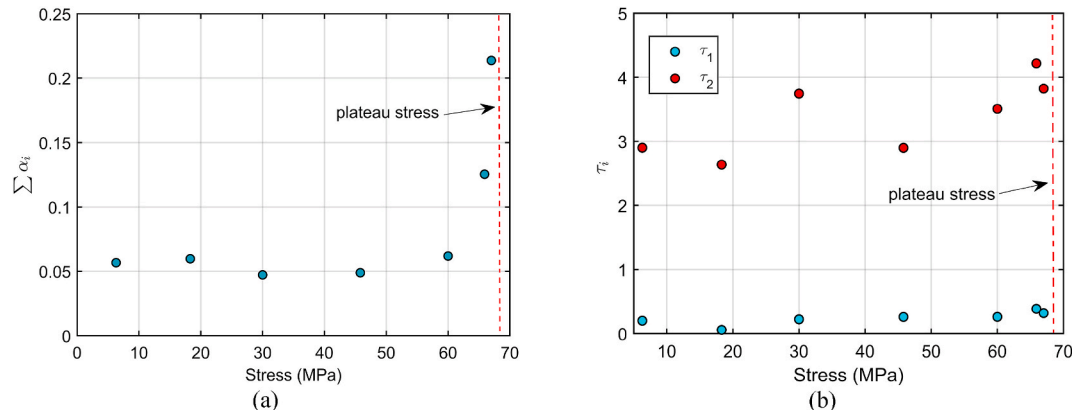 0.25
0.2
0.15
0.1
0.05
0
∑ αᵢ
plateau stress
10 20 30 40 50 60 70
Stress (MPa)
(a)
5
4
3
2
1
0
τᵢ
τ₁
τ₂
plateau stress
10 20 30 40 50 60 70
Stress (MPa)
(b)